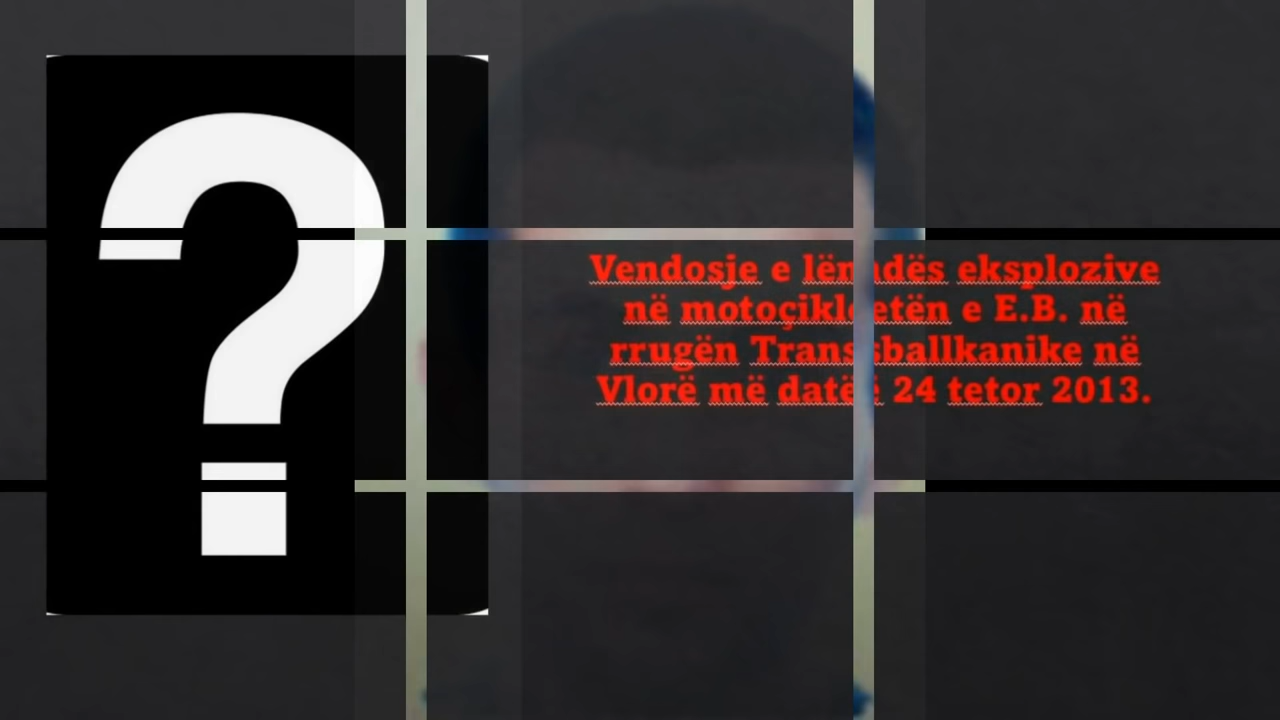 Vendosje e lëndës eksplozive
në motoçikletën e E.B. në
rrugën Transballkanike në
Vlorë më datë 24 tetor 2013.